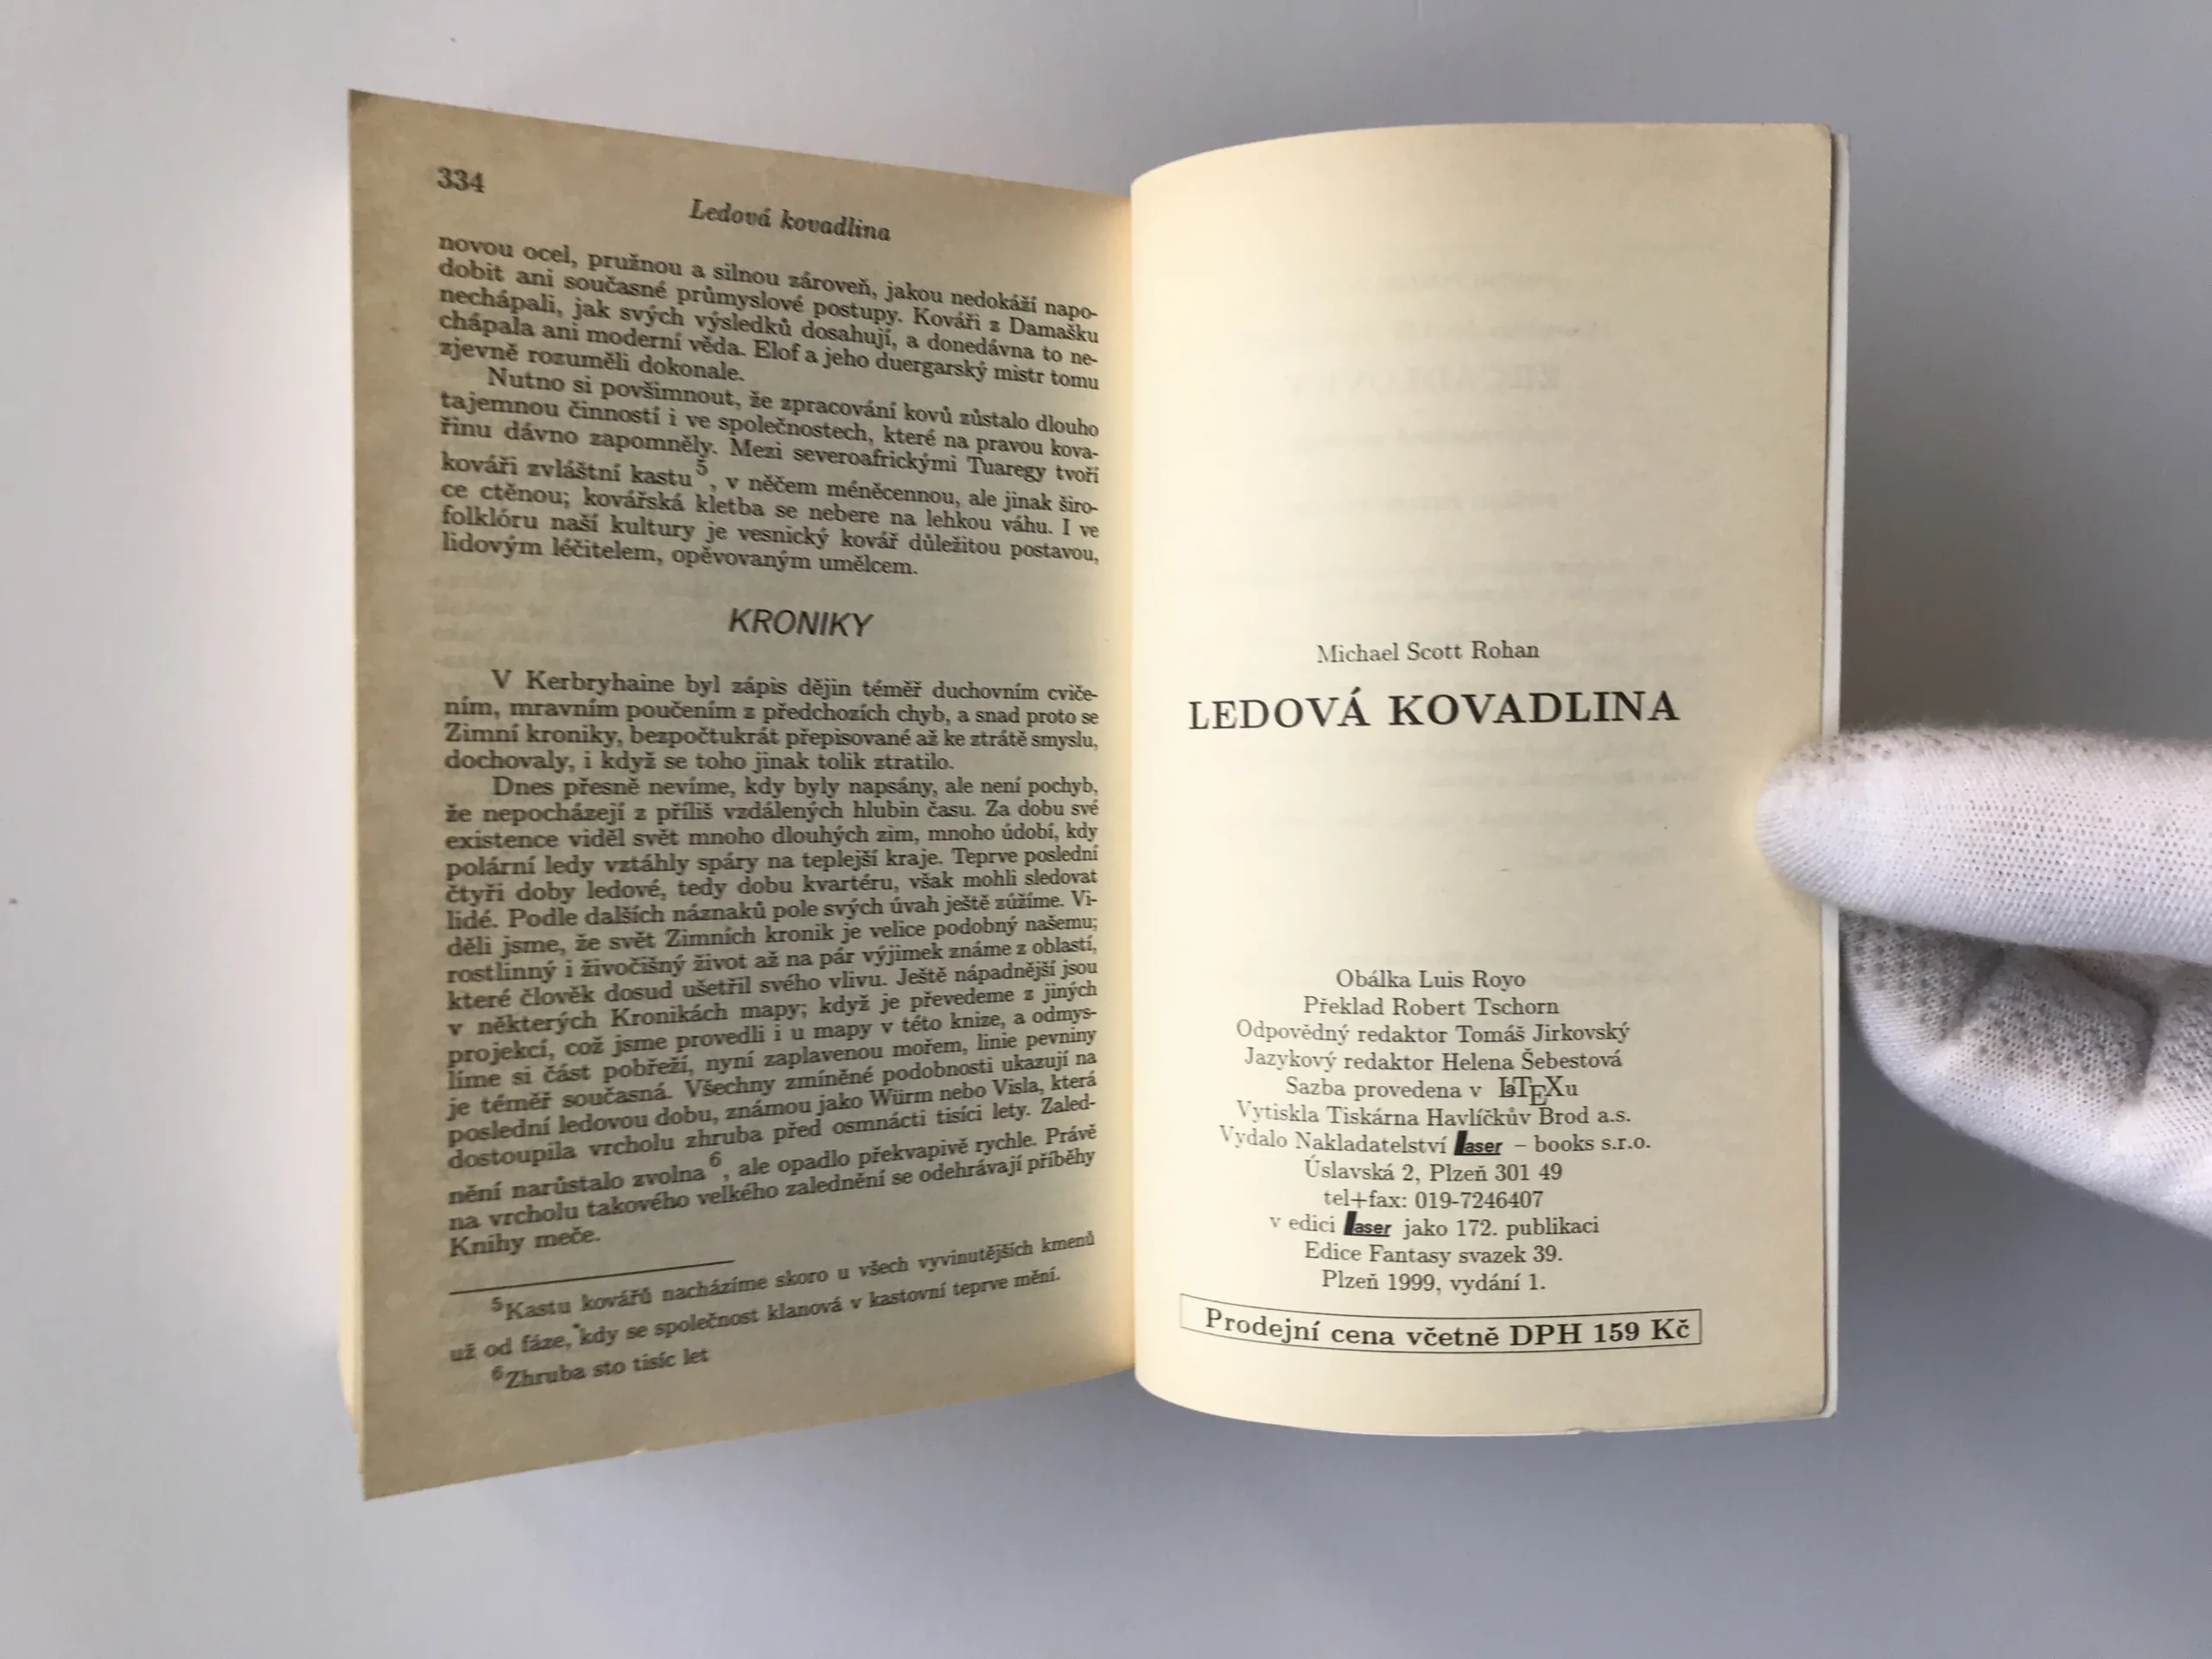 334
Ledová kovadlina
novou ocel, pružnou a silnou zároveň, jakou nedokáží napo-
dobit ani současné průmyslové postupy. Kováři z Damašku
nechápali, jak svých výsledků dosahují, a donedávna to ne-
chápala ani moderní věda. Elof a jeho duergarský mistr tomu
zjevně rozuměli dokonale.
Nutno si povšimnout, že zpracování kovů zůstalo dlouho
tajemnou činností i ve společnostech, které na pravou kova-
řinu dávno zapomněly. Mezi severoafrickými Tuaregy tvoří
kováři zvláštní kastu5, v něčem méněcennou, ale jinak širo-
ce ctěnou; kovářská kletba se nebere na lehkou váhu. I ve
folklóru naší kultury je vesnický kovář důležitou postavou,
lidovým léčitelem, opěvovaným umělcem.
KRONIKY
V Kerbryhaine byl zápis dějin téměř duchovním cviče-
ním, mravním poučením z předchozích chyb, a snad proto se
Zimní kroniky, bezpočtukrát přepisované až ke ztrátě smyslu,
dochovaly, i když se toho jinak tolik ztratilo.
Dnes přesně nevíme, kdy byly napsány, ale není pochyb,
že nepocházejí z příliš vzdálených hlubin času. Za dobu své
existence viděl svět mnoho dlouhých zim, mnoho údobí, kdy
polární ledy vztáhly spáry na teplejší kraje. Teprve poslední
čtyři doby ledové, tedy dobu kvartéru, však mohli sledovat
lidé. Podle dalších náznaků pole svých úvah ještě zúžíme. Vi-
děli jsme, že svět Zimních kronik je velice podobný našemu;
rostlinný i živočišný život až na pár výjimek známe z oblastí,
které člověk dosud ušetřil svého vlivu. Ještě nápadnější jsou
v některých Kronikách mapy; když je převedeme z jiných
projekcí, což jsme provedli i u mapy v této knize, a odmys-
líme si část pobřeží, nyní zaplavenou mořem, linie pevniny
je téměř současná. Všechny zmíněné podobnosti ukazují na
poslední ledovou dobu, známou jako Würm nebo Visla, která
dostoupila vrcholu zhruba před osmnácti tisíci lety. Zaled-
nění narůstalo zvolna6, ale opadlo překvapivě rychle. Právě
na vrcholu takového velkého zalednění se odehrávají příběhy
Knihy meče.
5Kastu kovářů nacházíme skoro u všech vyvinutějších kmenů
už od fáze, kdy se společnost klanová v kastovní teprve mění.
6Zhruba sto tisíc let
Michael Scott Rohan
LEDOVÁ KOVADLINA
Obálka Luis Royo
Překlad Robert Tschorn
Odpovědný redaktor Tomáš Jirkovský
Jazykový redaktor Helena Šebestová
Sazba provedena v LaTEXu
Vytiskla Tiskárna Havlíčkův Brod a.s.
Vydalo Nakladatelství laser – books s.r.o.
Úslavská 2, Plzeň 301 49
tel+fax: 019-7246407
v edici laser jako 172. publikaci
Edice Fantasy svazek 39.
Plzeň 1999, vydání 1.
Prodejní cena včetně DPH 159 Kč